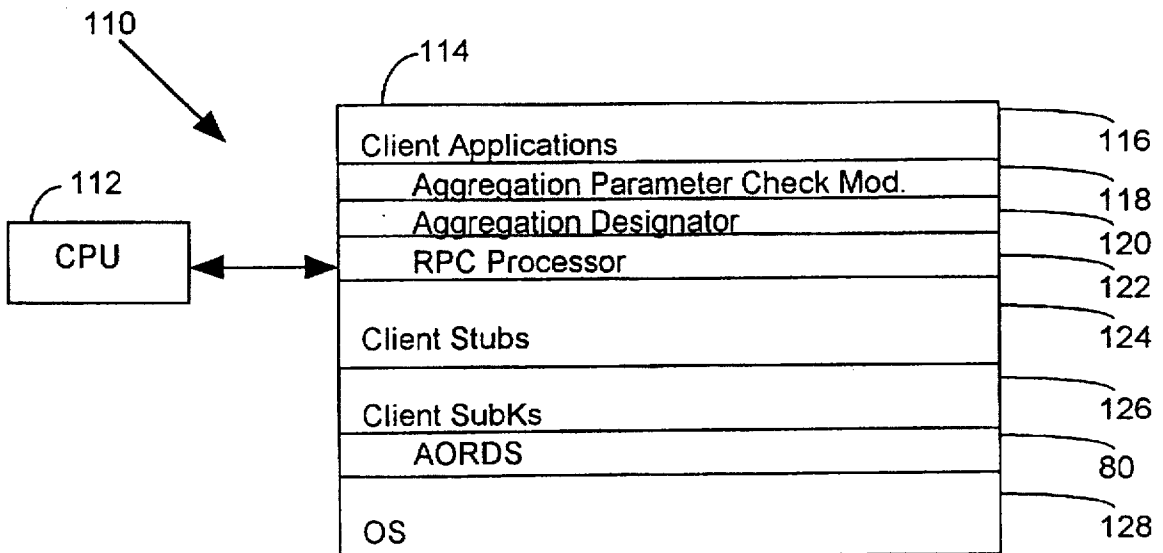 110
114
Client Applications
116
Aggregation Parameter Check Mod.
118
112
Aggregation Designator
120
CPU
RPC Processor
122
Client Stubs
124
Client SubKs
126
AORDS
80
OS
128